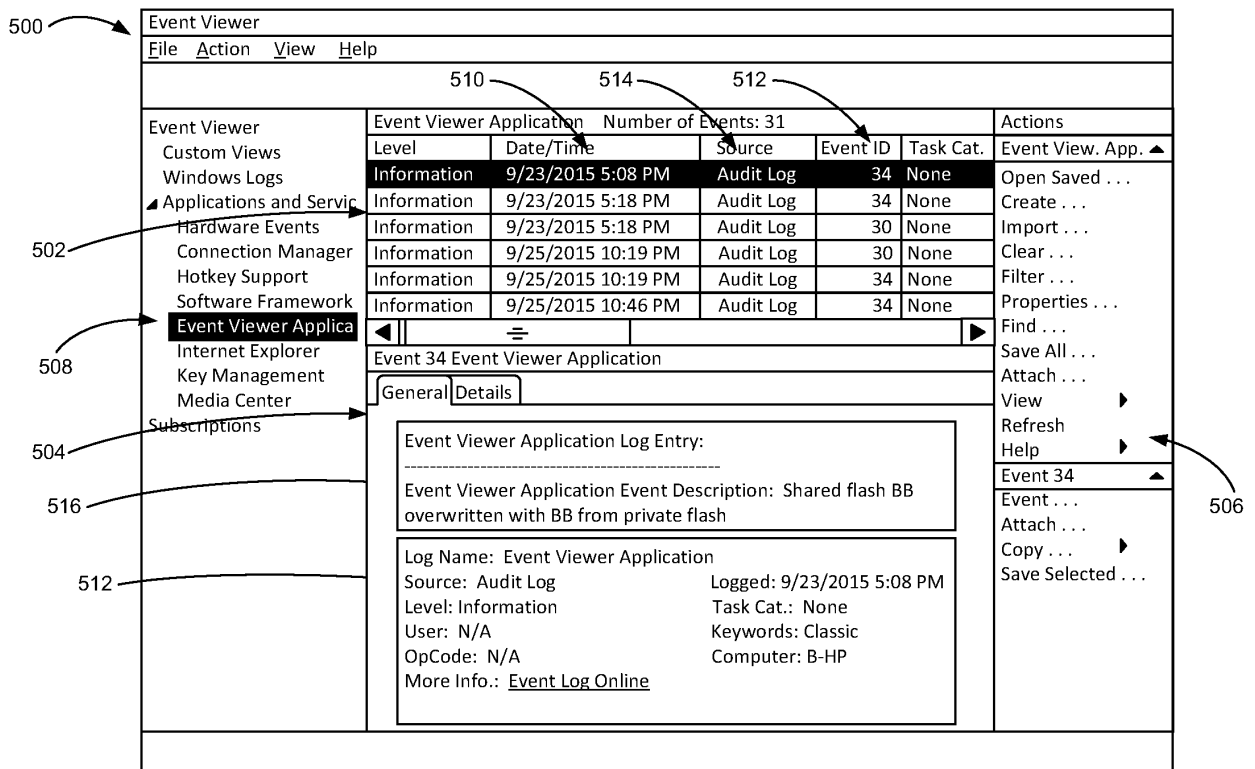 500
Event Viewer
File Action View Help
510 514 512
Event Viewer
Custom Views
Windows Logs
Applications and Servic
Hardware Events
Connection Manager
Hotkey Support
Software Framework
Event Viewer Applica
Internet Explorer
Key Management
Media Center
Subscriptions
502
508
504
516
512
Event Viewer Application Number of Events: 31
Level Date/Time Source Event ID Task Cat.
Information 9/23/2015 5:08 PM Audit Log 34 None
Information 9/23/2015 5:18 PM Audit Log 34 None
Information 9/23/2015 5:18 PM Audit Log 30 None
Information 9/25/2015 10:19 PM Audit Log 30 None
Information 9/25/2015 10:19 PM Audit Log 34 None
Information 9/25/2015 10:46 PM Audit Log 34 None
Event 34 Event Viewer Application
General Details
Event Viewer Application Log Entry:
--------------------------------------------------
Event Viewer Application Event Description: Shared flash BB
overwritten with BB from private flash
Log Name: Event Viewer Application
Source: Audit Log Logged: 9/23/2015 5:08 PM
Level: Information Task Cat.: None
User: N/A Keywords: Classic
OpCode: N/A Computer: B-HP
More Info.: Event Log Online
Actions
Event View. App.
Open Saved . . .
Create . . .
Import . . .
Clear . . .
Filter . . .
Properties . . .
Find . . .
Save All . . .
Attach . . .
View
Refresh
Help
Event 34
Event . . .
Attach . . .
Copy . . .
Save Selected . . .
506